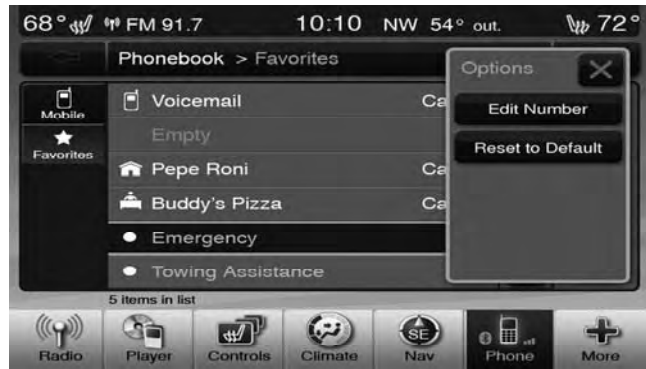 68° FM 91.7 10:10 NW 54° out. 72°
Phonebook > Favorites
Options
Mobile
Voicemail Ca
Edit Number
Favorites
Empty
Reset to Default
Pepe Roni Ca
Buddy's Pizza Ca
Emergency
Towing Assistance
5 items in list
SE
Radio Player Controls Climate Nav Phone More